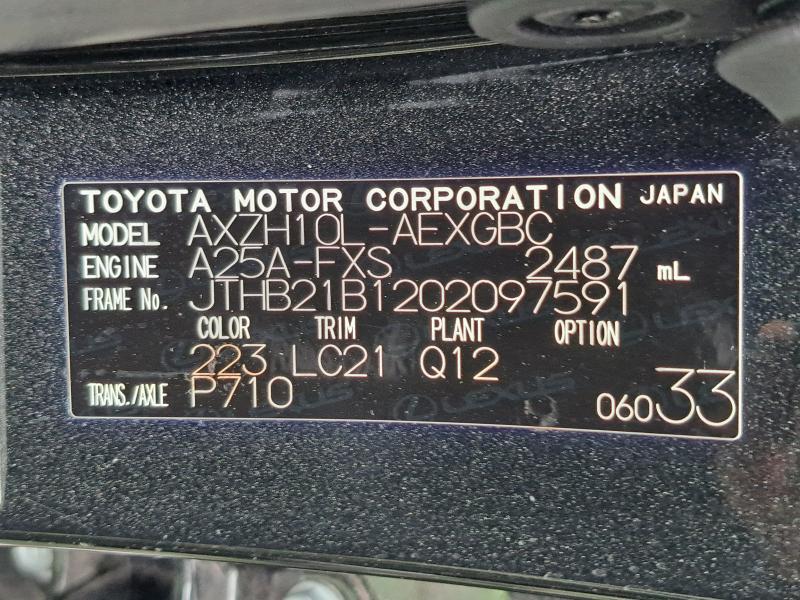 TOYOTA MOTOR CORPORATION JAPAN
MODEL AXZH10L-AEXGBC
ENGINE A25A-FXS 2487 mL
FRAME No. JTHB21B1202097591
COLOR TRIM PLANT OPTION
223 LC21 Q12
TRANS./AXLE P710
06033
LEXUS